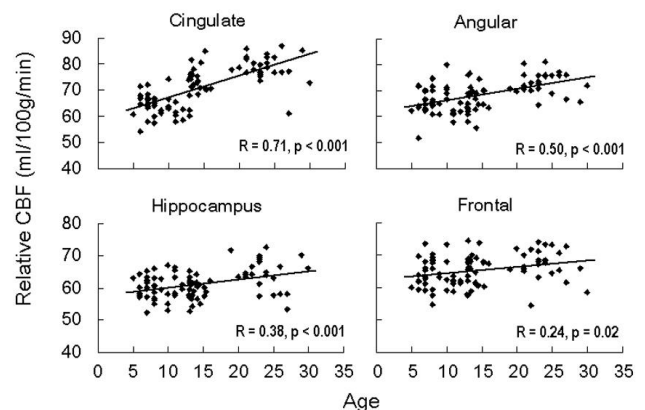 Cingulate
Angular
Relative CBF (ml/100g/min)
90
80
70
60
50
40
R = 0.71, p < 0.001
R = 0.50, p < 0.001
Hippocampus
Frontal
80
70
60
50
40
R = 0.38, p < 0.001
R = 0.24, p = 0.02
0 5 10 15 20 25 30 35 0 5 10 15 20 25 30 35
Age